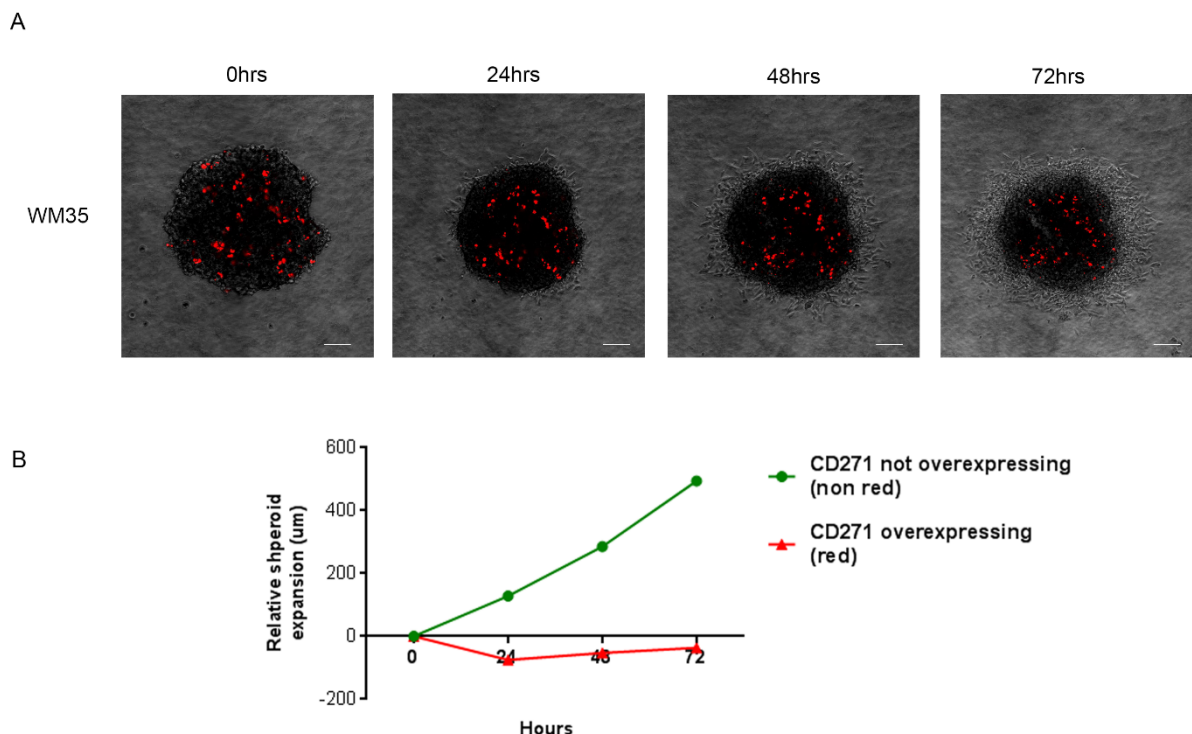 A
0hrs
24hrs
48hrs
72hrs
WM35
B
Relative shperoid
expansion (um)
600
400
200
0
-200
0
24
48
72
Hours
CD271 not overexpressing
(non red)
CD271 overexpressing
(red)